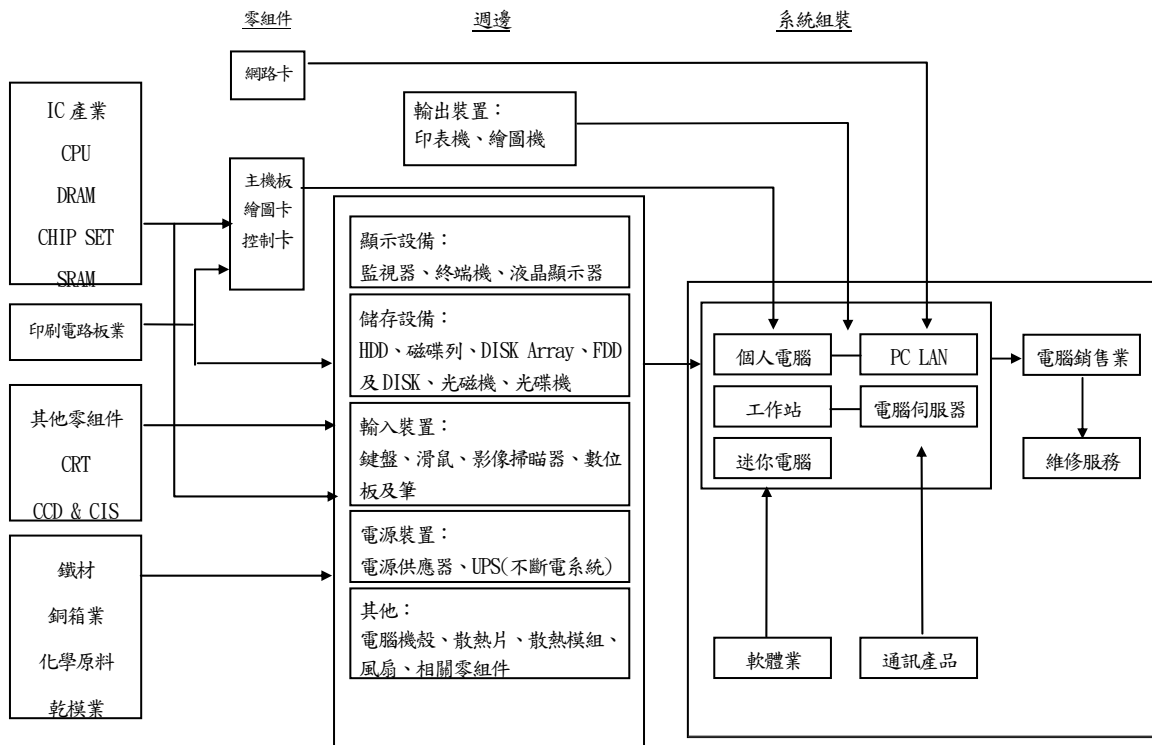 零組件
週邊
系統組裝
網路卡
IC 產業
CPU
DRAM
CHIP SET
SRAM
輸出裝置：
印表機、繪圖機
主機板
繪圖卡
控制卡
顯示設備：
監視器、終端機、液晶顯示器
印刷電路板業
儲存設備：
HDD、磁碟列、DISK Array、FDD
及 DISK、光磁機、光碟機
個人電腦
PC LAN
電腦銷售業
其他零組件
CRT
CCD & CIS
輸入裝置：
鍵盤、滑鼠、影像掃瞄器、數位
板及筆
工作站
電腦伺服器
迷你電腦
維修服務
電源裝置：
電源供應器、UPS(不斷電系統)
鐵材
銅箱業
化學原料
乾模業
其他：
電腦機殼、散熱片、散熱模組、
風扇、相關零組件
軟體業
通訊產品